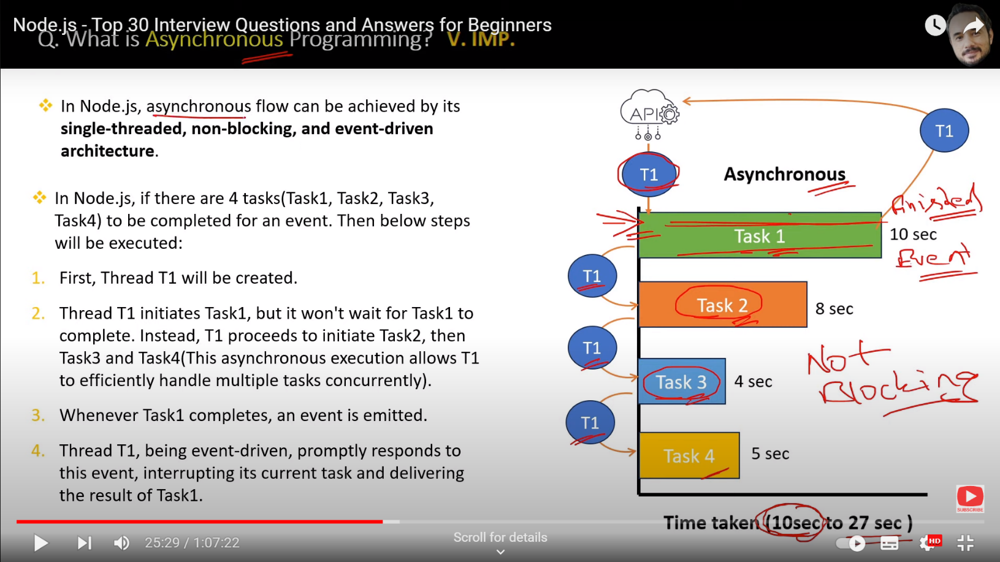 Node.js - Top 30 Interview Questions and Answers for Beginners
Q. What is Asynchronous Programming? V. IMP.
In Node.js, asynchronous flow can be achieved by its
single-threaded, non-blocking, and event-driven
architecture.
In Node.js, if there are 4 tasks(Task1, Task2, Task3,
Task4) to be completed for an event. Then below steps
will be executed:
1. First, Thread T1 will be created.
2. Thread T1 initiates Task1, but it won't wait for Task1 to
complete. Instead, T1 proceeds to initiate Task2, then
Task3 and Task4(This asynchronous execution allows T1
to efficiently handle multiple tasks concurrently).
3. Whenever Task1 completes, an event is emitted.
4. Thread T1, being event-driven, promptly responds to
this event, interrupting its current task and delivering
the result of Task1.
API
T1
T1
Asynchronous
Finished
Task 1
10 sec
Event
T1
Task 2
8 sec
T1
Task 3
4 sec
Not
Blocking
T1
Task 4
5 sec
SUBSCRIBE
Time taken (10sec to 27 sec )
25:29 / 1:07:22
Scroll for details
HD